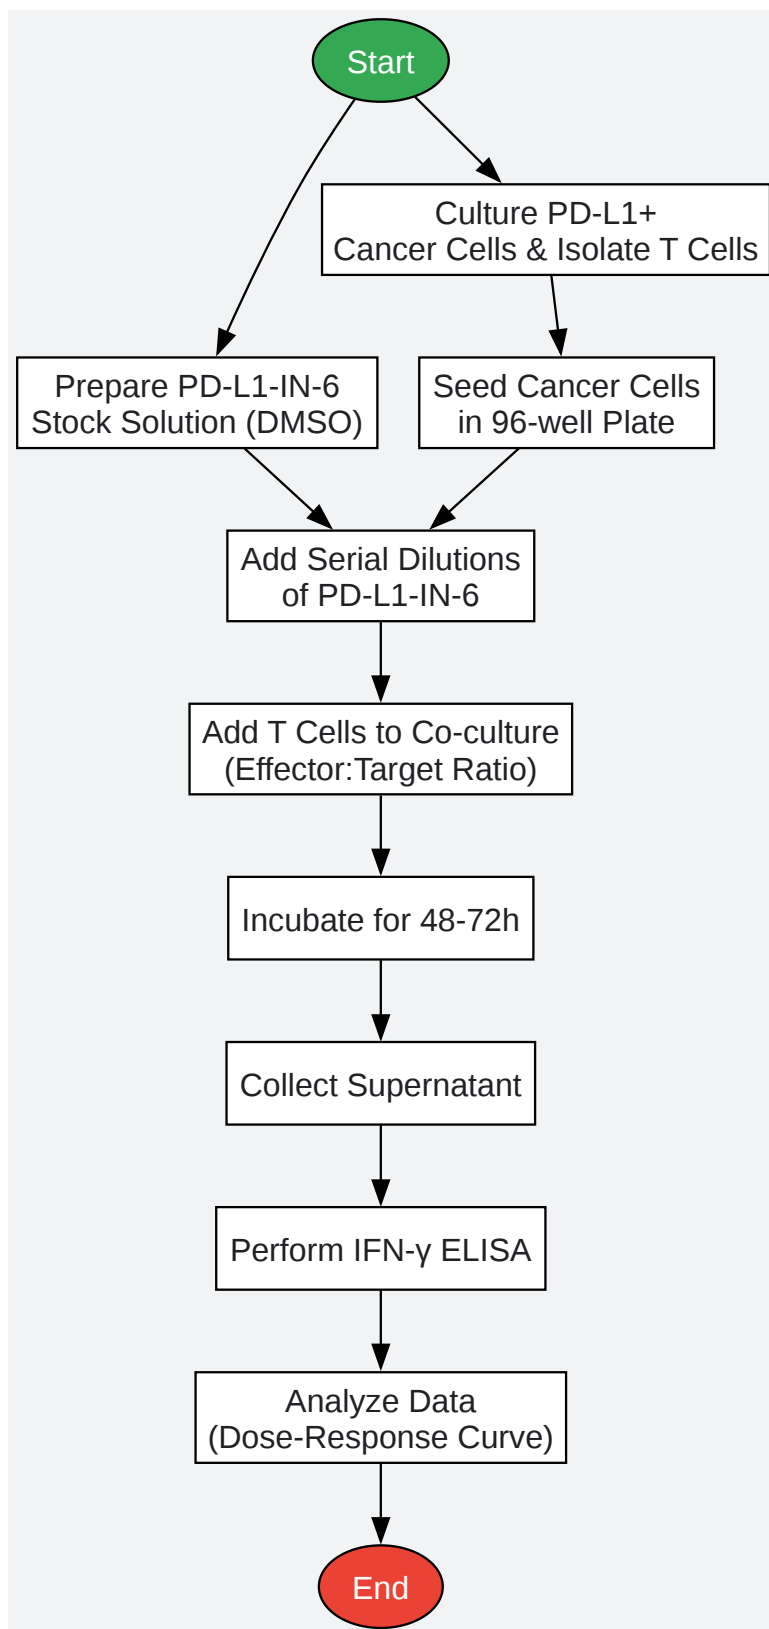 Start
Culture PD-L1+
Cancer Cells & Isolate T Cells
Prepare PD-L1-IN-6
Stock Solution (DMSO)
Seed Cancer Cells
in 96-well Plate
Add Serial Dilutions
of PD-L1-IN-6
Add T Cells to Co-culture
(Effector:Target Ratio)
Incubate for 48-72h
Collect Supernatant
Perform IFN-γ ELISA
Analyze Data
(Dose-Response Curve)
End